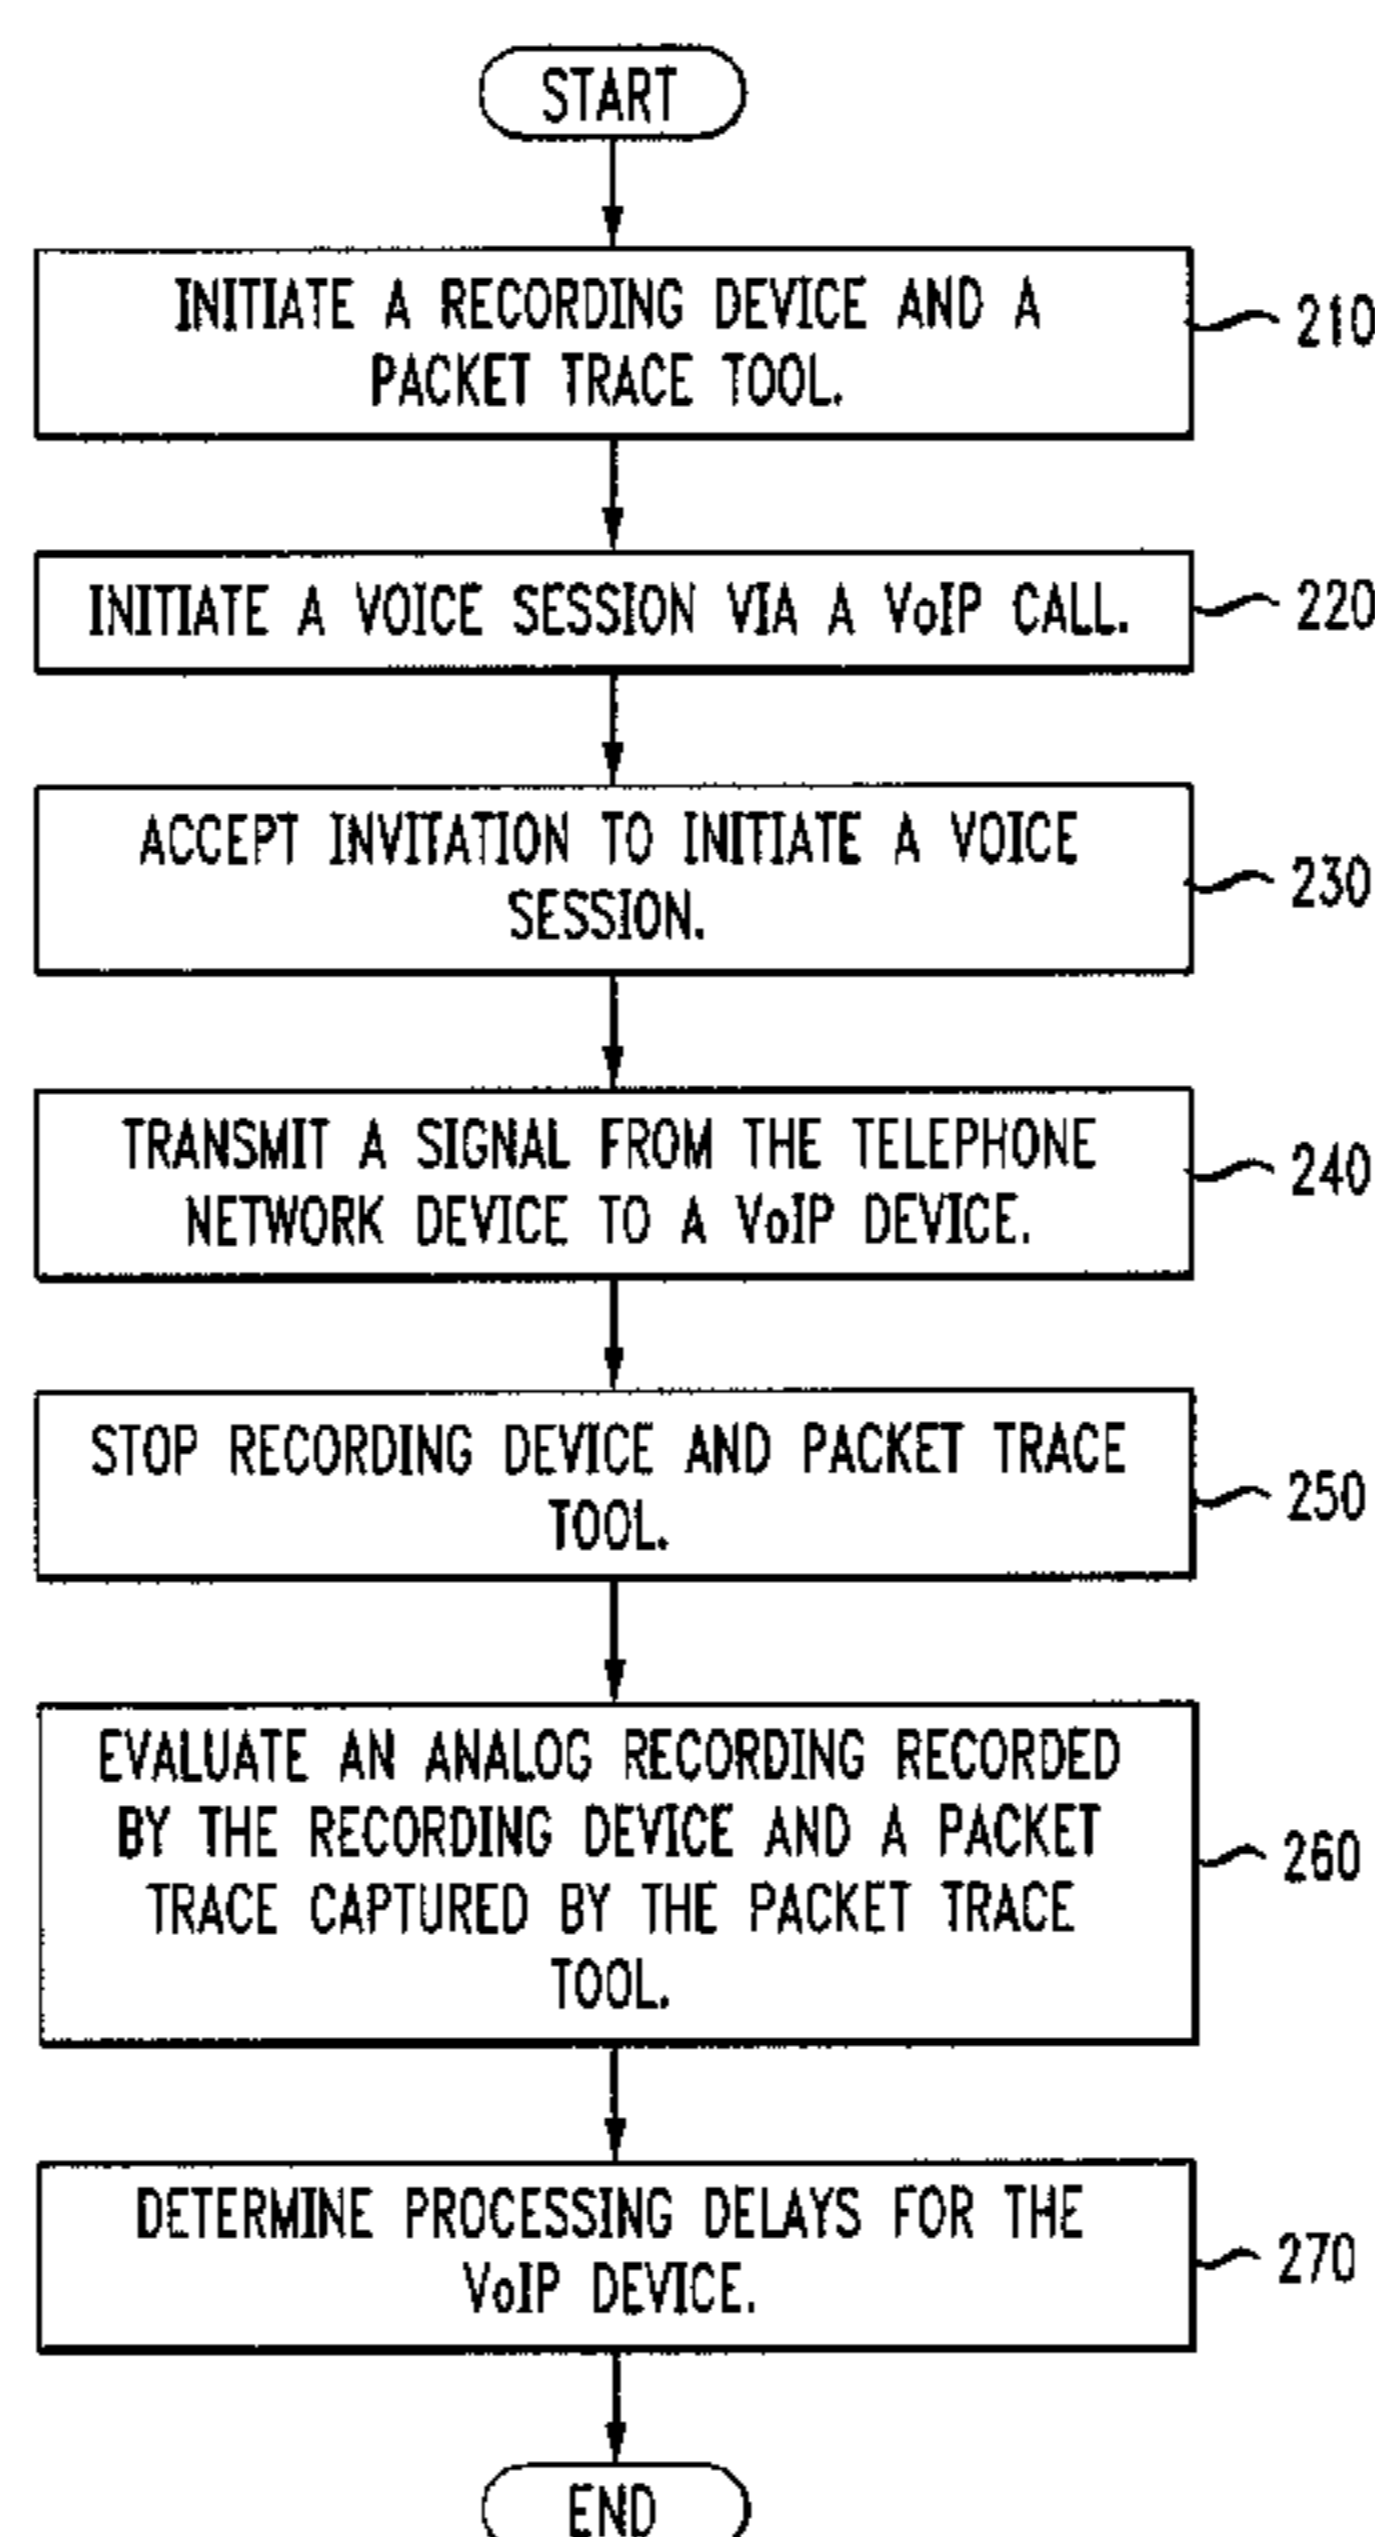 START
INITIATE A RECORDING DEVICE AND A
PACKET TRACE TOOL.
210
INITIATE A VOICE SESSION VIA A VoIP CALL.
220
ACCEPT INVITATION TO INITIATE A VOICE
SESSION.
230
TRANSMIT A SIGNAL FROM THE TELEPHONE
NETWORK DEVICE TO A VoIP DEVICE.
240
STOP RECORDING DEVICE AND PACKET TRACE
TOOL.
250
EVALUATE AN ANALOG RECORDING RECORDED
BY THE RECORDING DEVICE AND A PACKET
TRACE CAPTURED BY THE PACKET TRACE
TOOL.
260
DETERMINE PROCESSING DELAYS FOR THE
VoIP DEVICE.
270
END